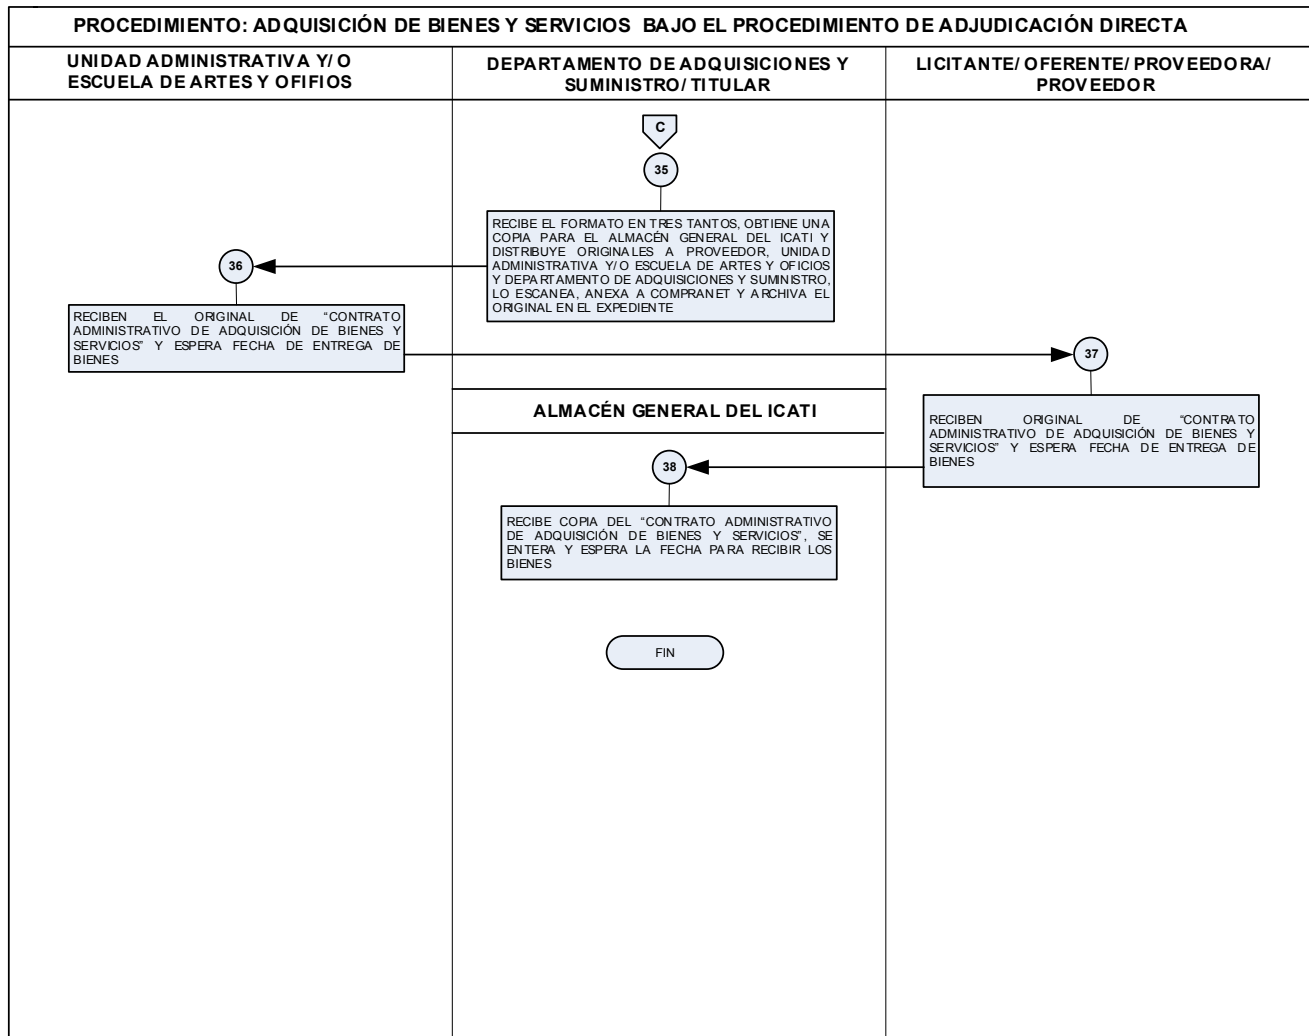 PROCEDIMIENTO: ADQUISICIÓN DE BIENES Y SERVICIOS BAJO EL PROCEDIMIENTO DE ADJUDICACIÓN DIRECTA
UNIDAD ADMINISTRATIVA Y/O
ESCUELA DE ARTES Y OFIFIOS
DEPARTAMENTO DE ADQUISICIONES Y
SUMINISTRO/ TITULAR
LICITANTE/ OFERENTE/ PROVEEDORA/
PROVEEDOR
C
35
RECIBE EL FORMATO EN TRES TANTOS, OBTIENE UNA
COPIA PARA EL ALMACÉN GENERAL DEL ICATI Y
DISTRIBUYE ORIGINALES A PROVEEDOR, UNIDAD
ADMINISTRATIVA Y/O ESCUELA DE ARTES Y OFICIOS
Y DEPARTAMENTO DE ADQUISICIONES Y SUMINISTRO,
LO ESCANEA, ANEXA A COMPRANET Y ARCHIVA EL
ORIGINAL EN EL EXPEDIENTE
36
RECIBEN EL ORIGINAL DE “CONTRATO
ADMINISTRATIVO DE ADQUISICIÓN DE BIENES Y
SERVICIOS” Y ESPERA FECHA DE ENTREGA DE
BIENES
37
RECIBEN ORIGINAL DE “CONTRATO
ADMINISTRATIVO DE ADQUISICIÓN DE BIENES Y
SERVICIOS” Y ESPERA FECHA DE ENTREGA DE
BIENES
ALMACÉN GENERAL DEL ICATI
38
RECIBE COPIA DEL “CONTRATO ADMINISTRATIVO
DE ADQUISICIÓN DE BIENES Y SERVICIOS”, SE
ENTERA Y ESPERA LA FECHA PARA RECIBIR LOS
BIENES
FIN